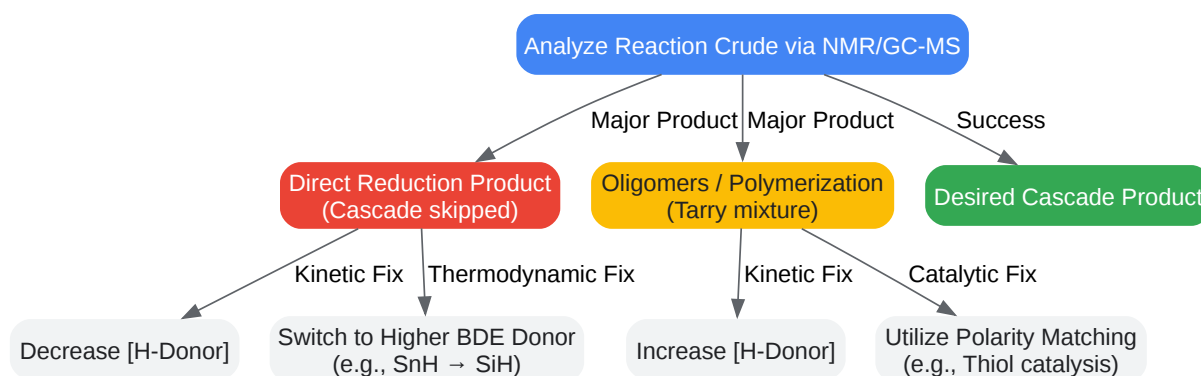 Analyze Reaction Crude via NMR/GC-MS
Major Product
Major Product
Success
Direct Reduction Product
(Cascade skipped)
Oligomers / Polymerization
(Tarry mixture)
Desired Cascade Product
Kinetic Fix
Thermodynamic Fix
Kinetic Fix
Catalytic Fix
Decrease [H-Donor]
Switch to Higher BDE Donor
(e.g., SnH → SiH)
Increase [H-Donor]
Utilize Polarity Matching
(e.g., Thiol catalysis)